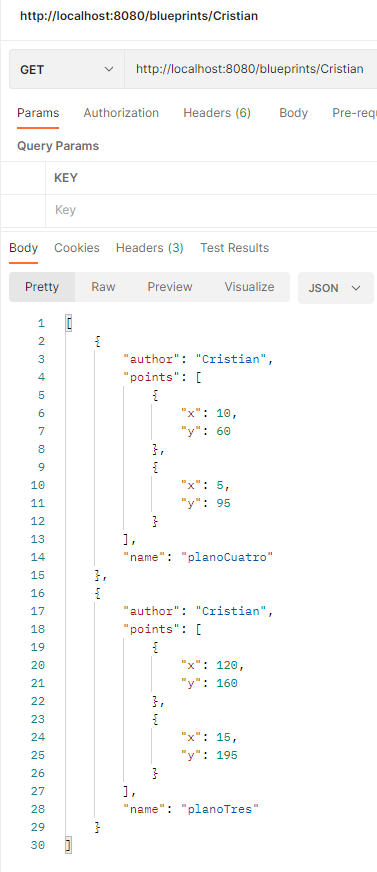 http://localhost:8080/blueprints/Cristian
GET http://localhost:8080/blueprints/Cristian
Params Authorization Headers (6) Body Pre-requ
Query Params
KEY
Key
Body Cookies Headers (3) Test Results
Pretty Raw Preview Visualize JSON
1 [
2 {
3 "author": "Cristian",
4 "points": [
5 {
6 "x": 10,
7 "y": 60
8 },
9 {
10 "x": 5,
11 "y": 95
12 }
13 ],
14 "name": "planoCuatro"
15 },
16 {
17 "author": "Cristian",
18 "points": [
19 {
20 "x": 120,
21 "y": 160
22 },
23 {
24 "x": 15,
25 "y": 195
26 }
27 ],
28 "name": "planoTres"
29 }
30 ]